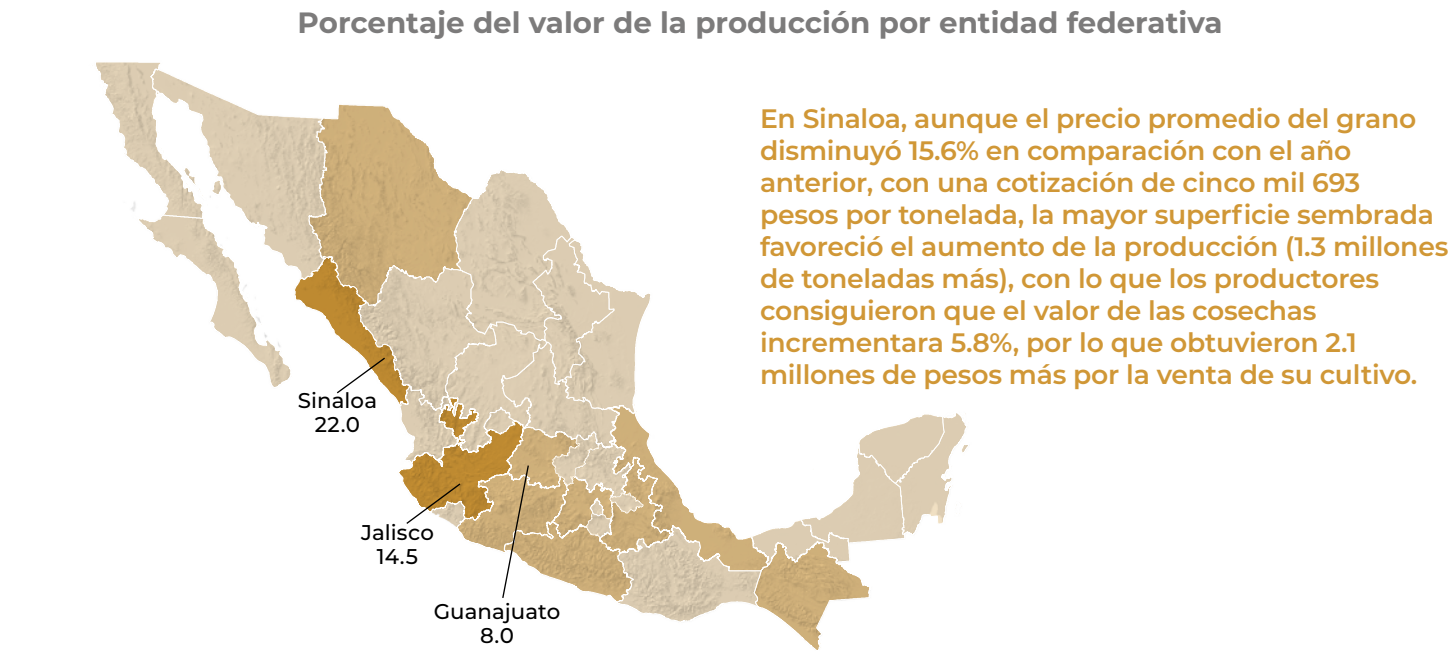 Porcentaje del valor de la producción por entidad federativa
En Sinaloa, aunque el precio promedio del grano
disminuyó 15.6% en comparación con el año
anterior, con una cotización de cinco mil 693
pesos por tonelada, la mayor superficie sembrada
favoreció el aumento de la producción (1.3 millones
de toneladas más), con lo que los productores
consiguieron que el valor de las cosechas
incrementara 5.8%, por lo que obtuvieron 2.1
millones de pesos más por la venta de su cultivo.
Sinaloa
22.0
Jalisco
14.5
Guanajuato
8.0